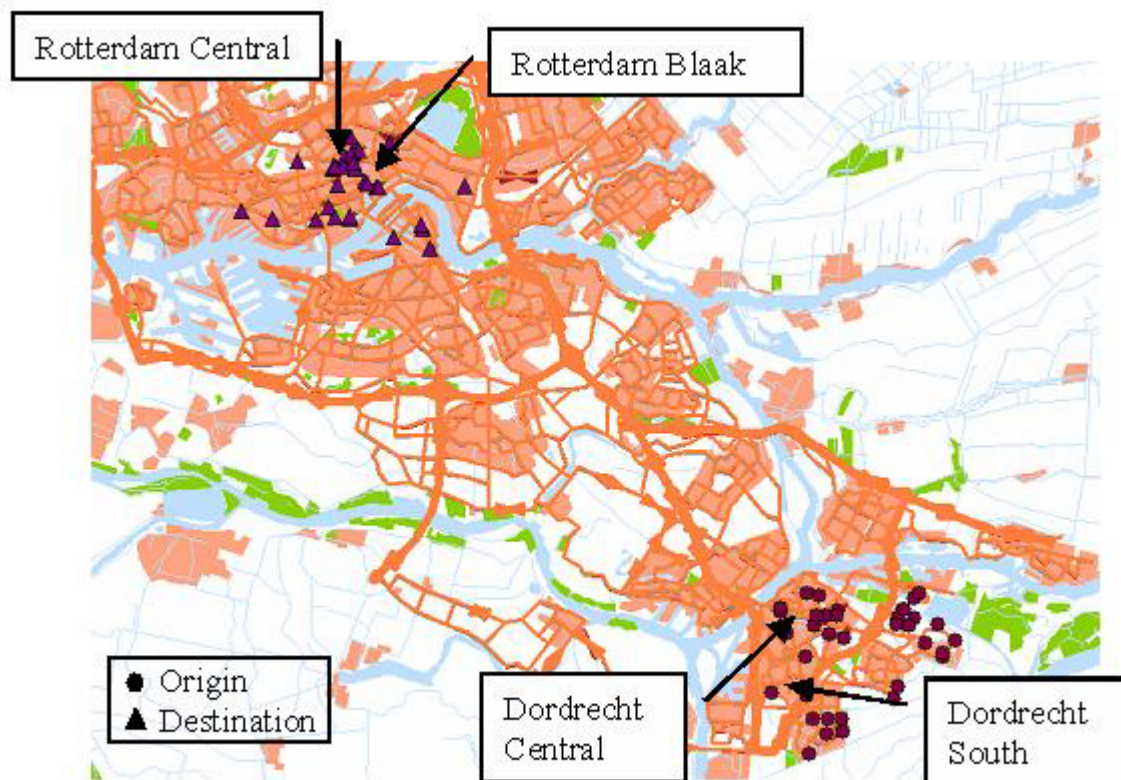 Rotterdam Central
Rotterdam Blaak
Origin
Destination
Dordrecht
Central
Dordrecht
South